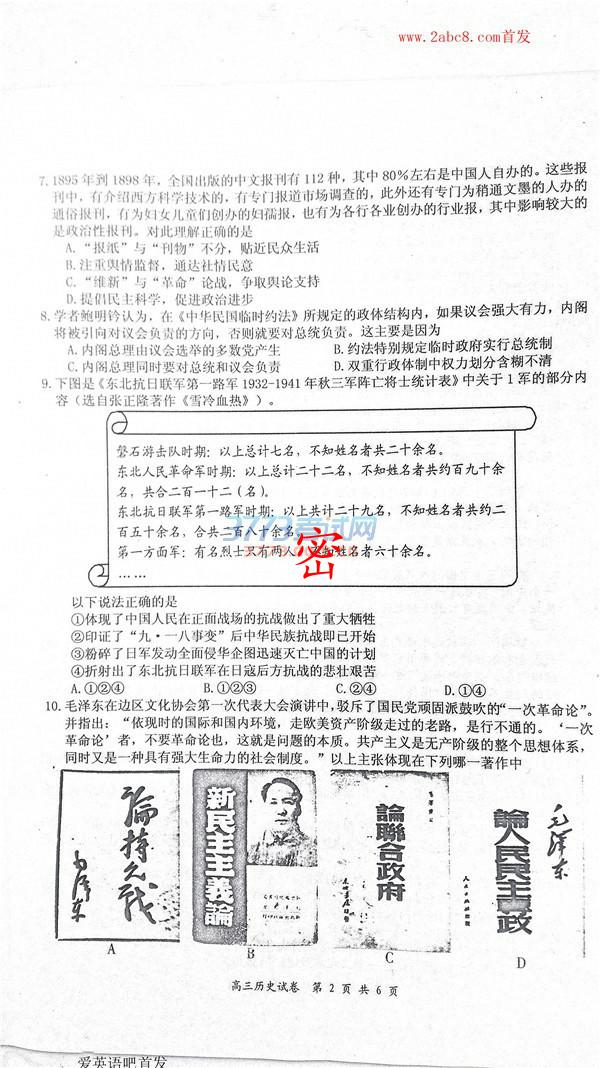 www.2abc8.com首发
7.1895年到1898年，全国出版的中文报刊有112种，其中80%左右是中国人自办的。这些报
刊中，有介绍西方科学技术的，有专门报道市场调查的，此外还有专门为稍通文墨的人办的
通俗报刊，有为妇女儿童们创办的妇孺报，也有为各行各业创办的行业报，其中影响较大的
是政治性报刊。对此理解正确的是
A.“报纸”与“刊物”不分，贴近民众生活
B.注重舆情监督，通达社情民意
C.“维新”与“革命”论战，争取舆论支持
D.提倡民主科学，促进政治进步
8.学者鲍明钤认为，在《中华民国临时约法》所规定的政体结构内，如果议会强大有力，内阁
将被引向对议会负责的方向，否则就要对总统负责。这主要是因为
A.内阁总理由议会选举的多数党产生 B.约法特别规定临时政府实行总统制
C.内阁总理同时要对总统和议会负责 D.双重行政体制中权力划分含糊不清
9.下图是《东北抗日联军第一路军1932-1941年秋三军阵亡将士统计表》中关于1军的部分内
容（选自张正隆著作《雪冷血热》）。
磐石游击队时期：以上总计七名，不知姓名者共二十余名。
东北人民革命军时期：以上总计二十二名，不知姓名者共约百九十余
名，共合二百一十二（名）。
东北抗日联军第一路军时期：以上共计二十九名，不知姓名者共约二
百五十余名，合共二百八十余名。
第一方面军：有名烈士只有两人，不知姓名者六十余名。
……
3773考试网
密
以下说法正确的是
①体现了中国人民在正面战场的抗战做出了重大牺牲
②印证了“九·一八事变”后中华民族抗战即已开始
③粉碎了日军发动全面侵华企图迅速灭亡中国的计划
④折射出了东北抗日联军在日寇后方抗战的悲壮艰苦
A.①②④ B.①②③ C.②④ D.①④
10.毛泽东在边区文化协会第一次代表大会演讲中，驳斥了国民党顽固派鼓吹的“一次革命论”。
并指出：“依现时的国际和国内环境，走欧美资产阶级走过的老路，是行不通的。‘一次
革命论’者，不要革命论也，这就是问题的本质。共产主义是无产阶级的整个思想体系，
同时又是一种具有强大生命力的社会制度。”以上主张体现在下列哪一著作中
論持久戰
毛泽东
新民主主義論
論聯合政府
論人民民主專政
毛泽东
人民出版社出版
A
B
C
D
高三历史试卷 第2页 共6页
爱英语吧首发